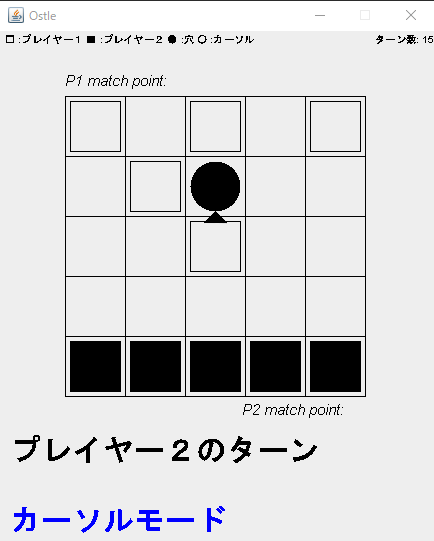 Ostle
□ :プレイヤー1 ■ :プレイヤー2 ● :穴 〇 :カーソル ターン数: 15
P1 match point:
P2 match point:
プレイヤー2のターン
カーソルモード